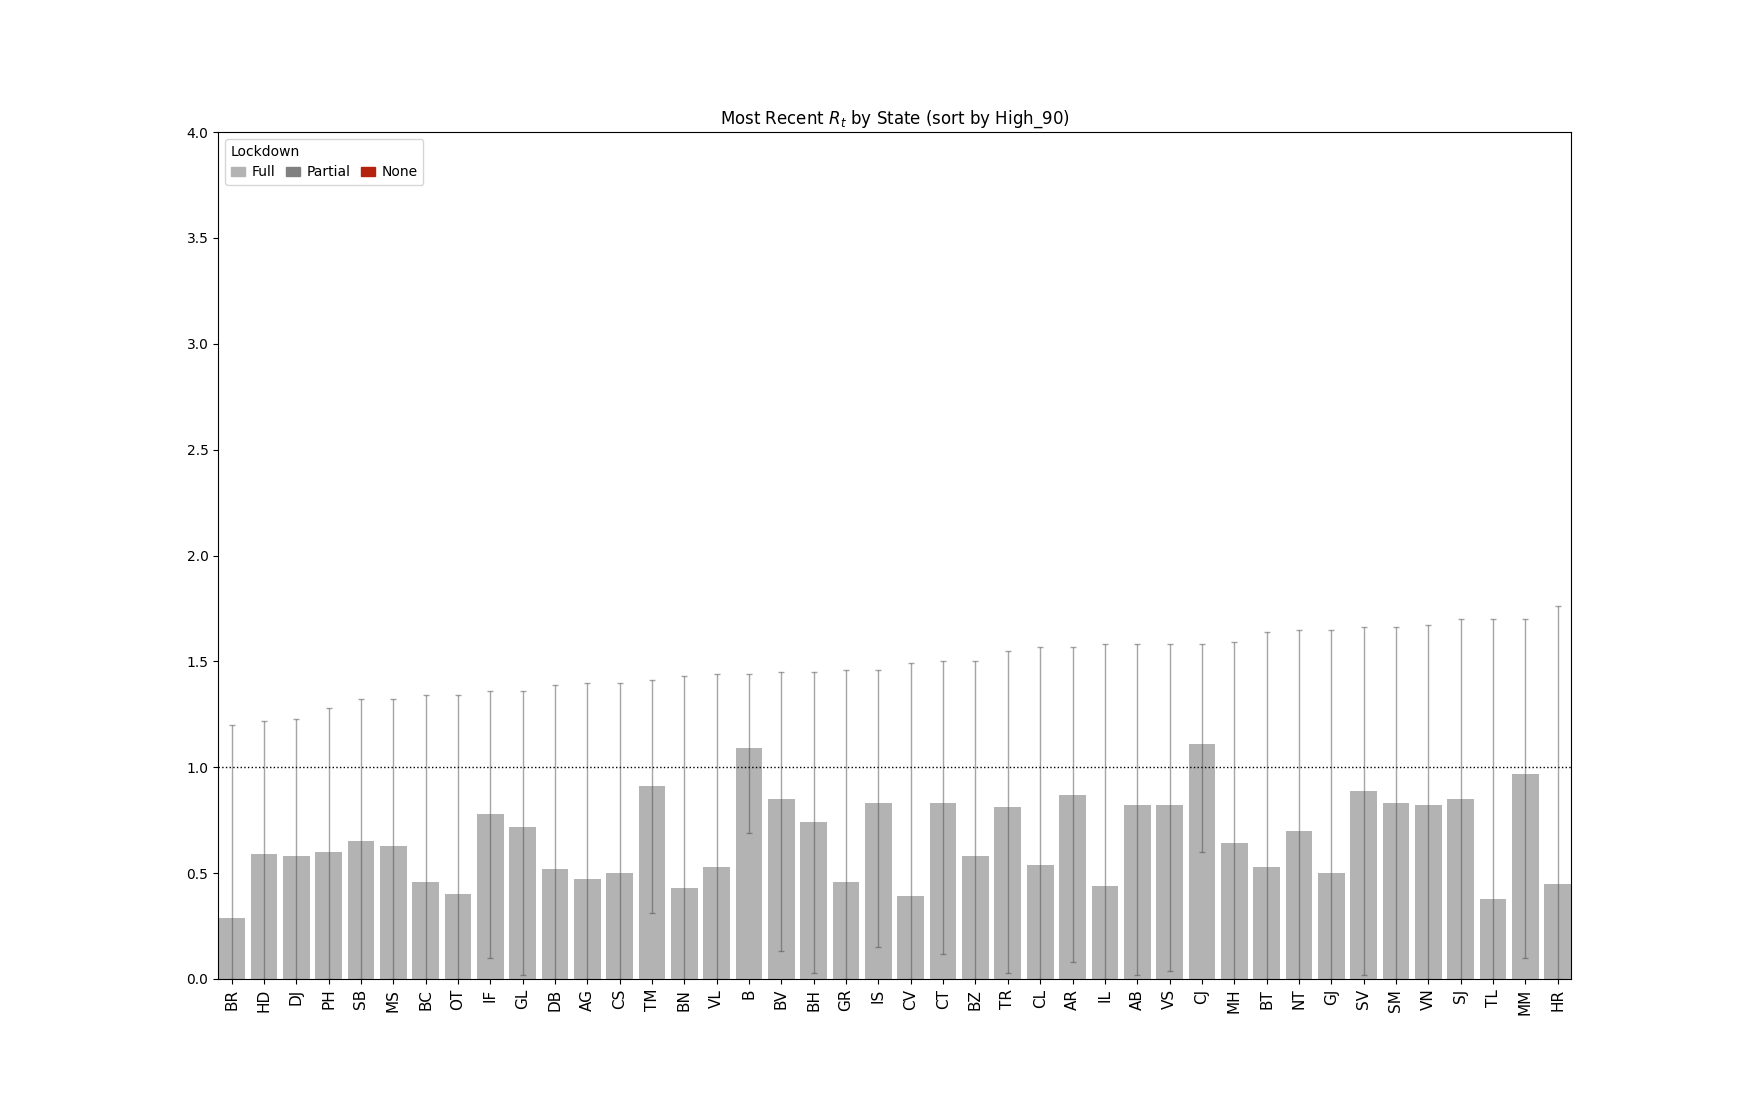 Most Recent Rt by State (sort by High_90)
Lockdown
Full Partial None
4.0
3.5
3.0
2.5
2.0
1.5
1.0
0.5
0.0
BR HD DJ PH SB MS BC OT IF GL DB AG CS TM BN VL B BV BH GR IS CV CT BZ TR CL AR IL AB VS CJ MH BT NT GJ SV SM VN SJ TL MM HR